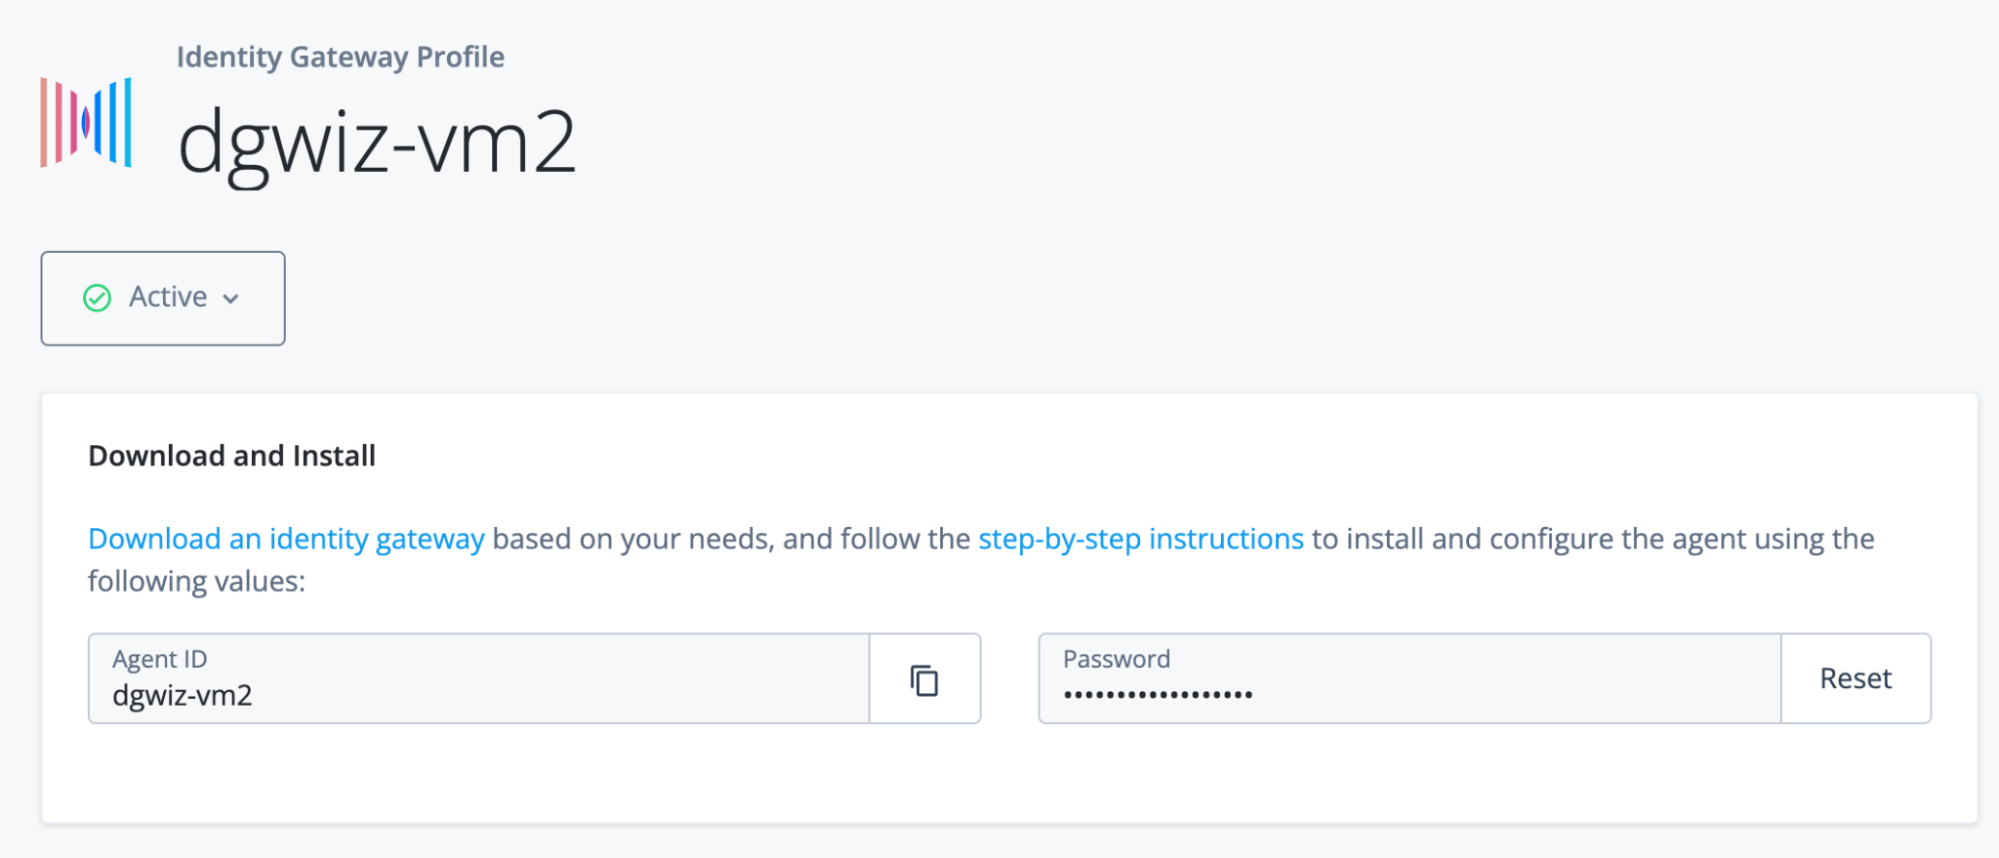 Identity Gateway Profile
dgwiz-vm2
Active
Download and Install
Download an identity gateway based on your needs, and follow the step-by-step instructions to install and configure the agent using the
following values:
Agent ID
dgwiz-vm2
Password
••••••••••••••••••
Reset